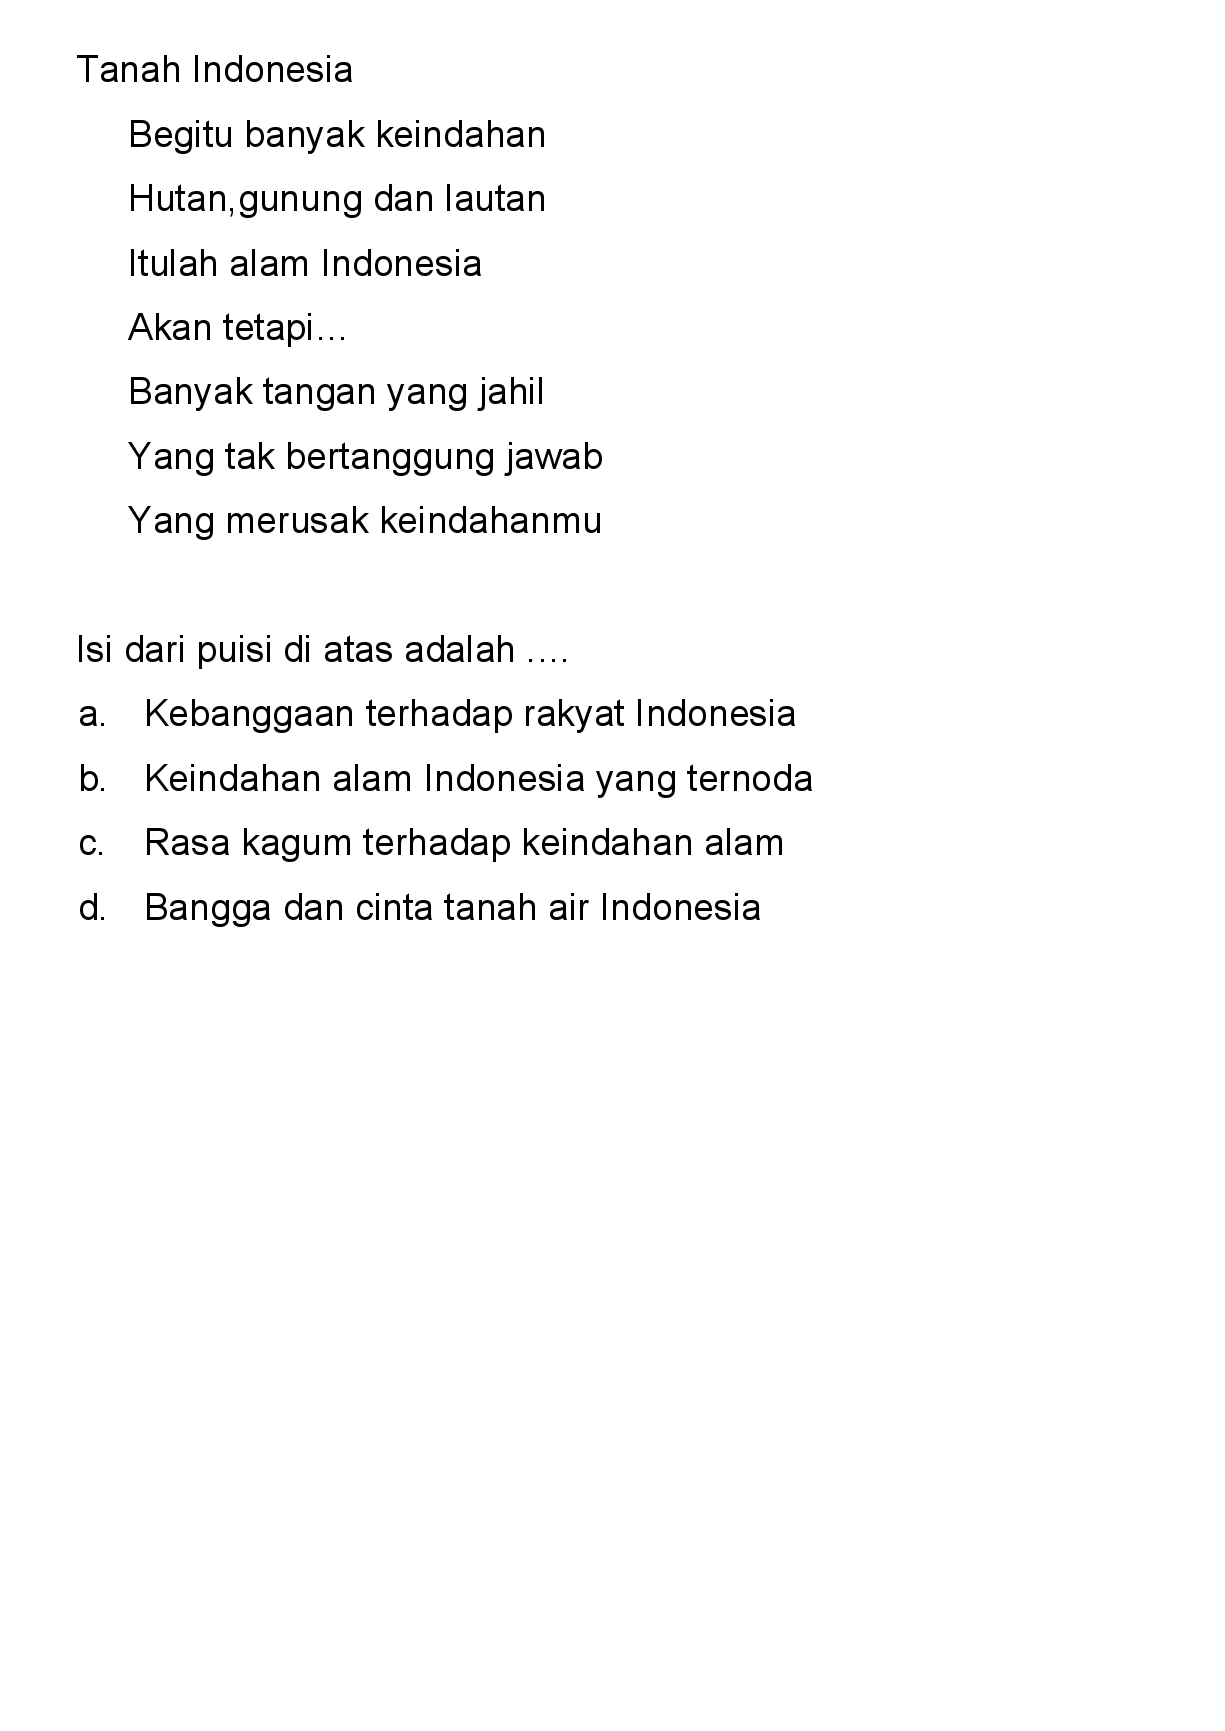 Tanah Indonesia
Begitu banyak keindahan
Hutan,gunung dan lautan
Itulah alam Indonesia
Akan tetapi...
Banyak tangan yang jahil
Yang tak bertanggung jawab
Yang merusak keindahanmu
Isi dari puisi di atas adalah ....
a. Kebanggaan terhadap rakyat Indonesia
b. Keindahan alam Indonesia yang ternoda
c. Rasa kagum terhadap keindahan alam
d. Bangga dan cinta tanah air Indonesia